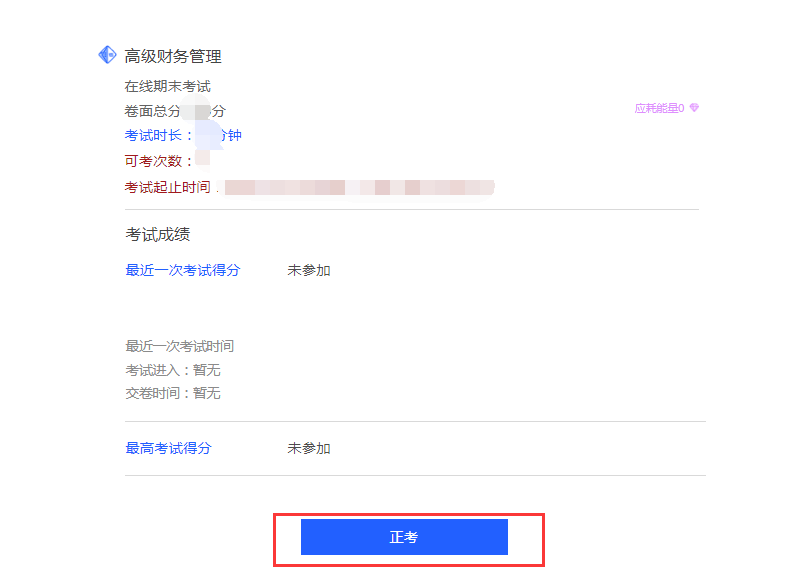 高级财务管理
在线期末考试
卷面总分 分
应耗能量0
考试时长： 分钟
可考次数：
考试起止时间
考试成绩
最近一次考试得分 未参加
最近一次考试时间
考试进入：暂无
交卷时间：暂无
最高考试得分 未参加
正考